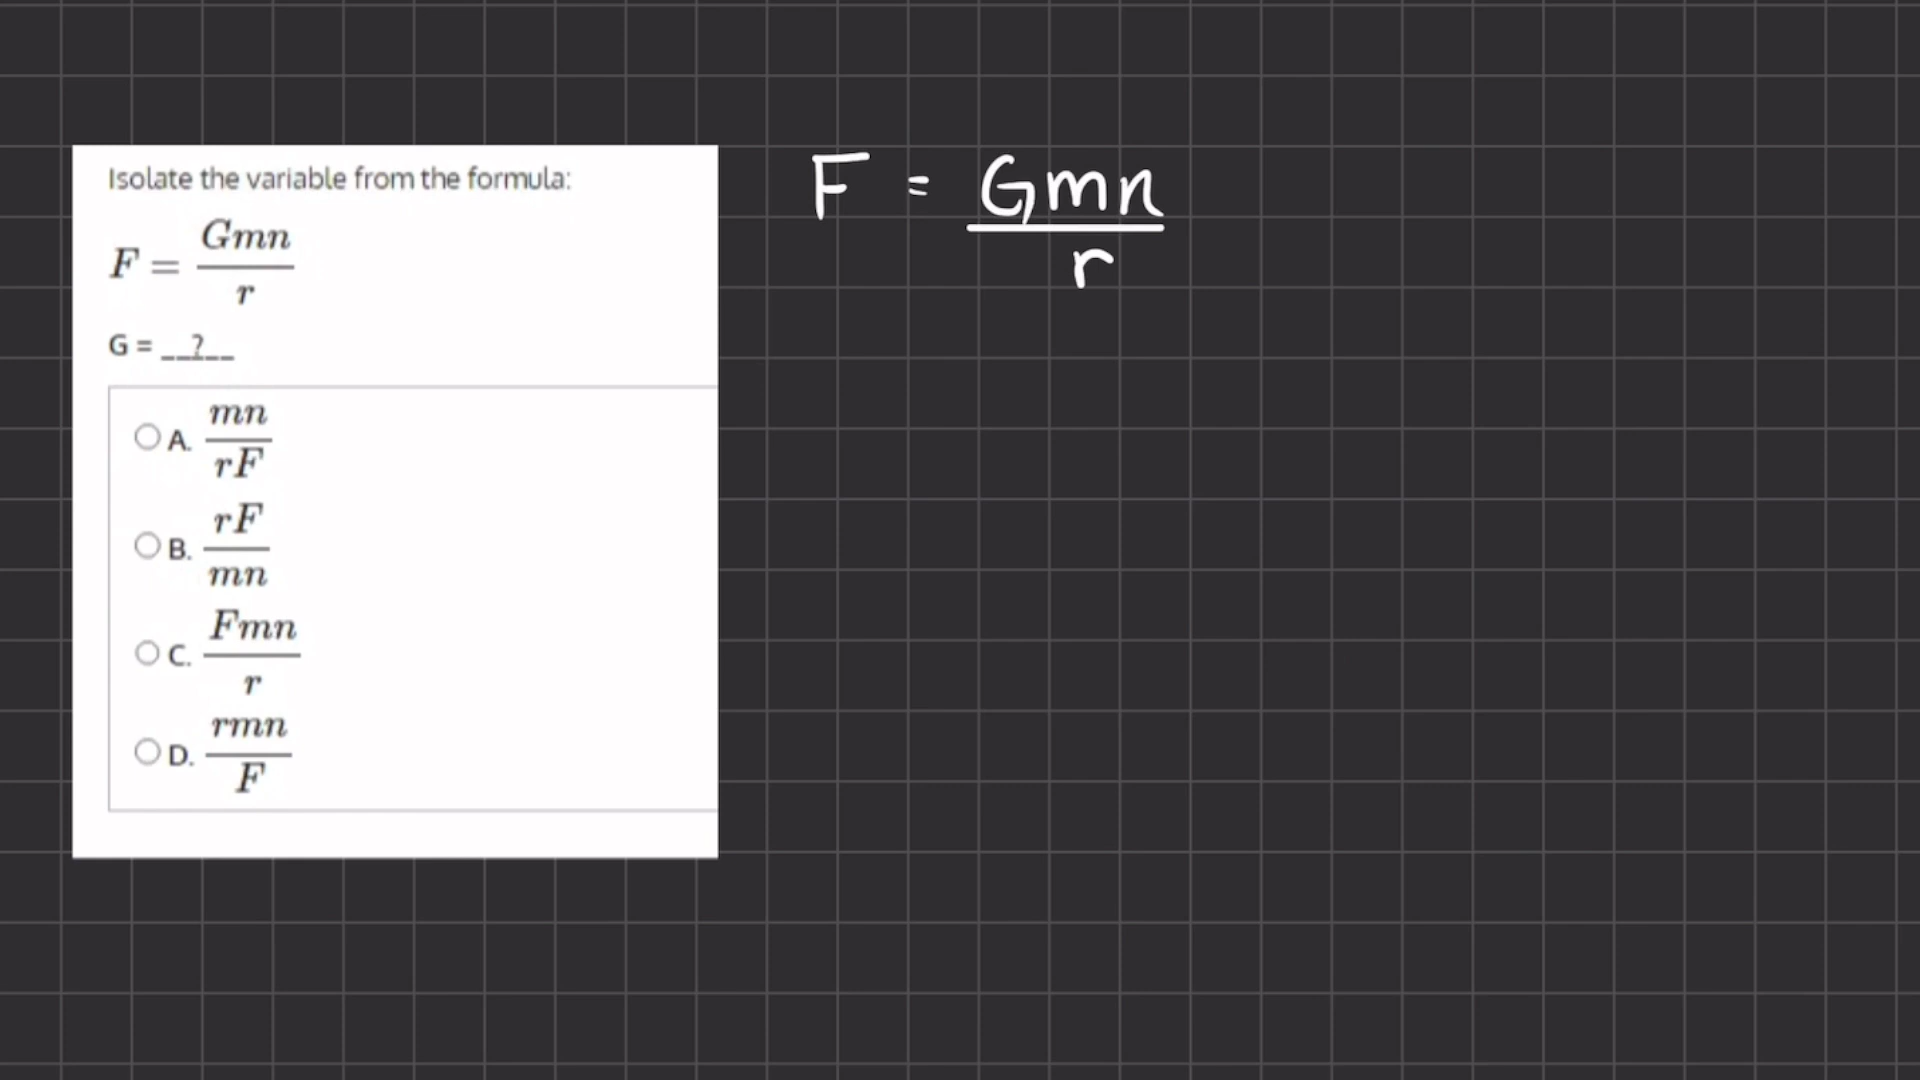 Isolate the variable from the formula:
F = Gmn / r
G = __?__
A. mn / rF
B. rF / mn
C. Fmn / r
D. rmn / F
F = Gmn / r